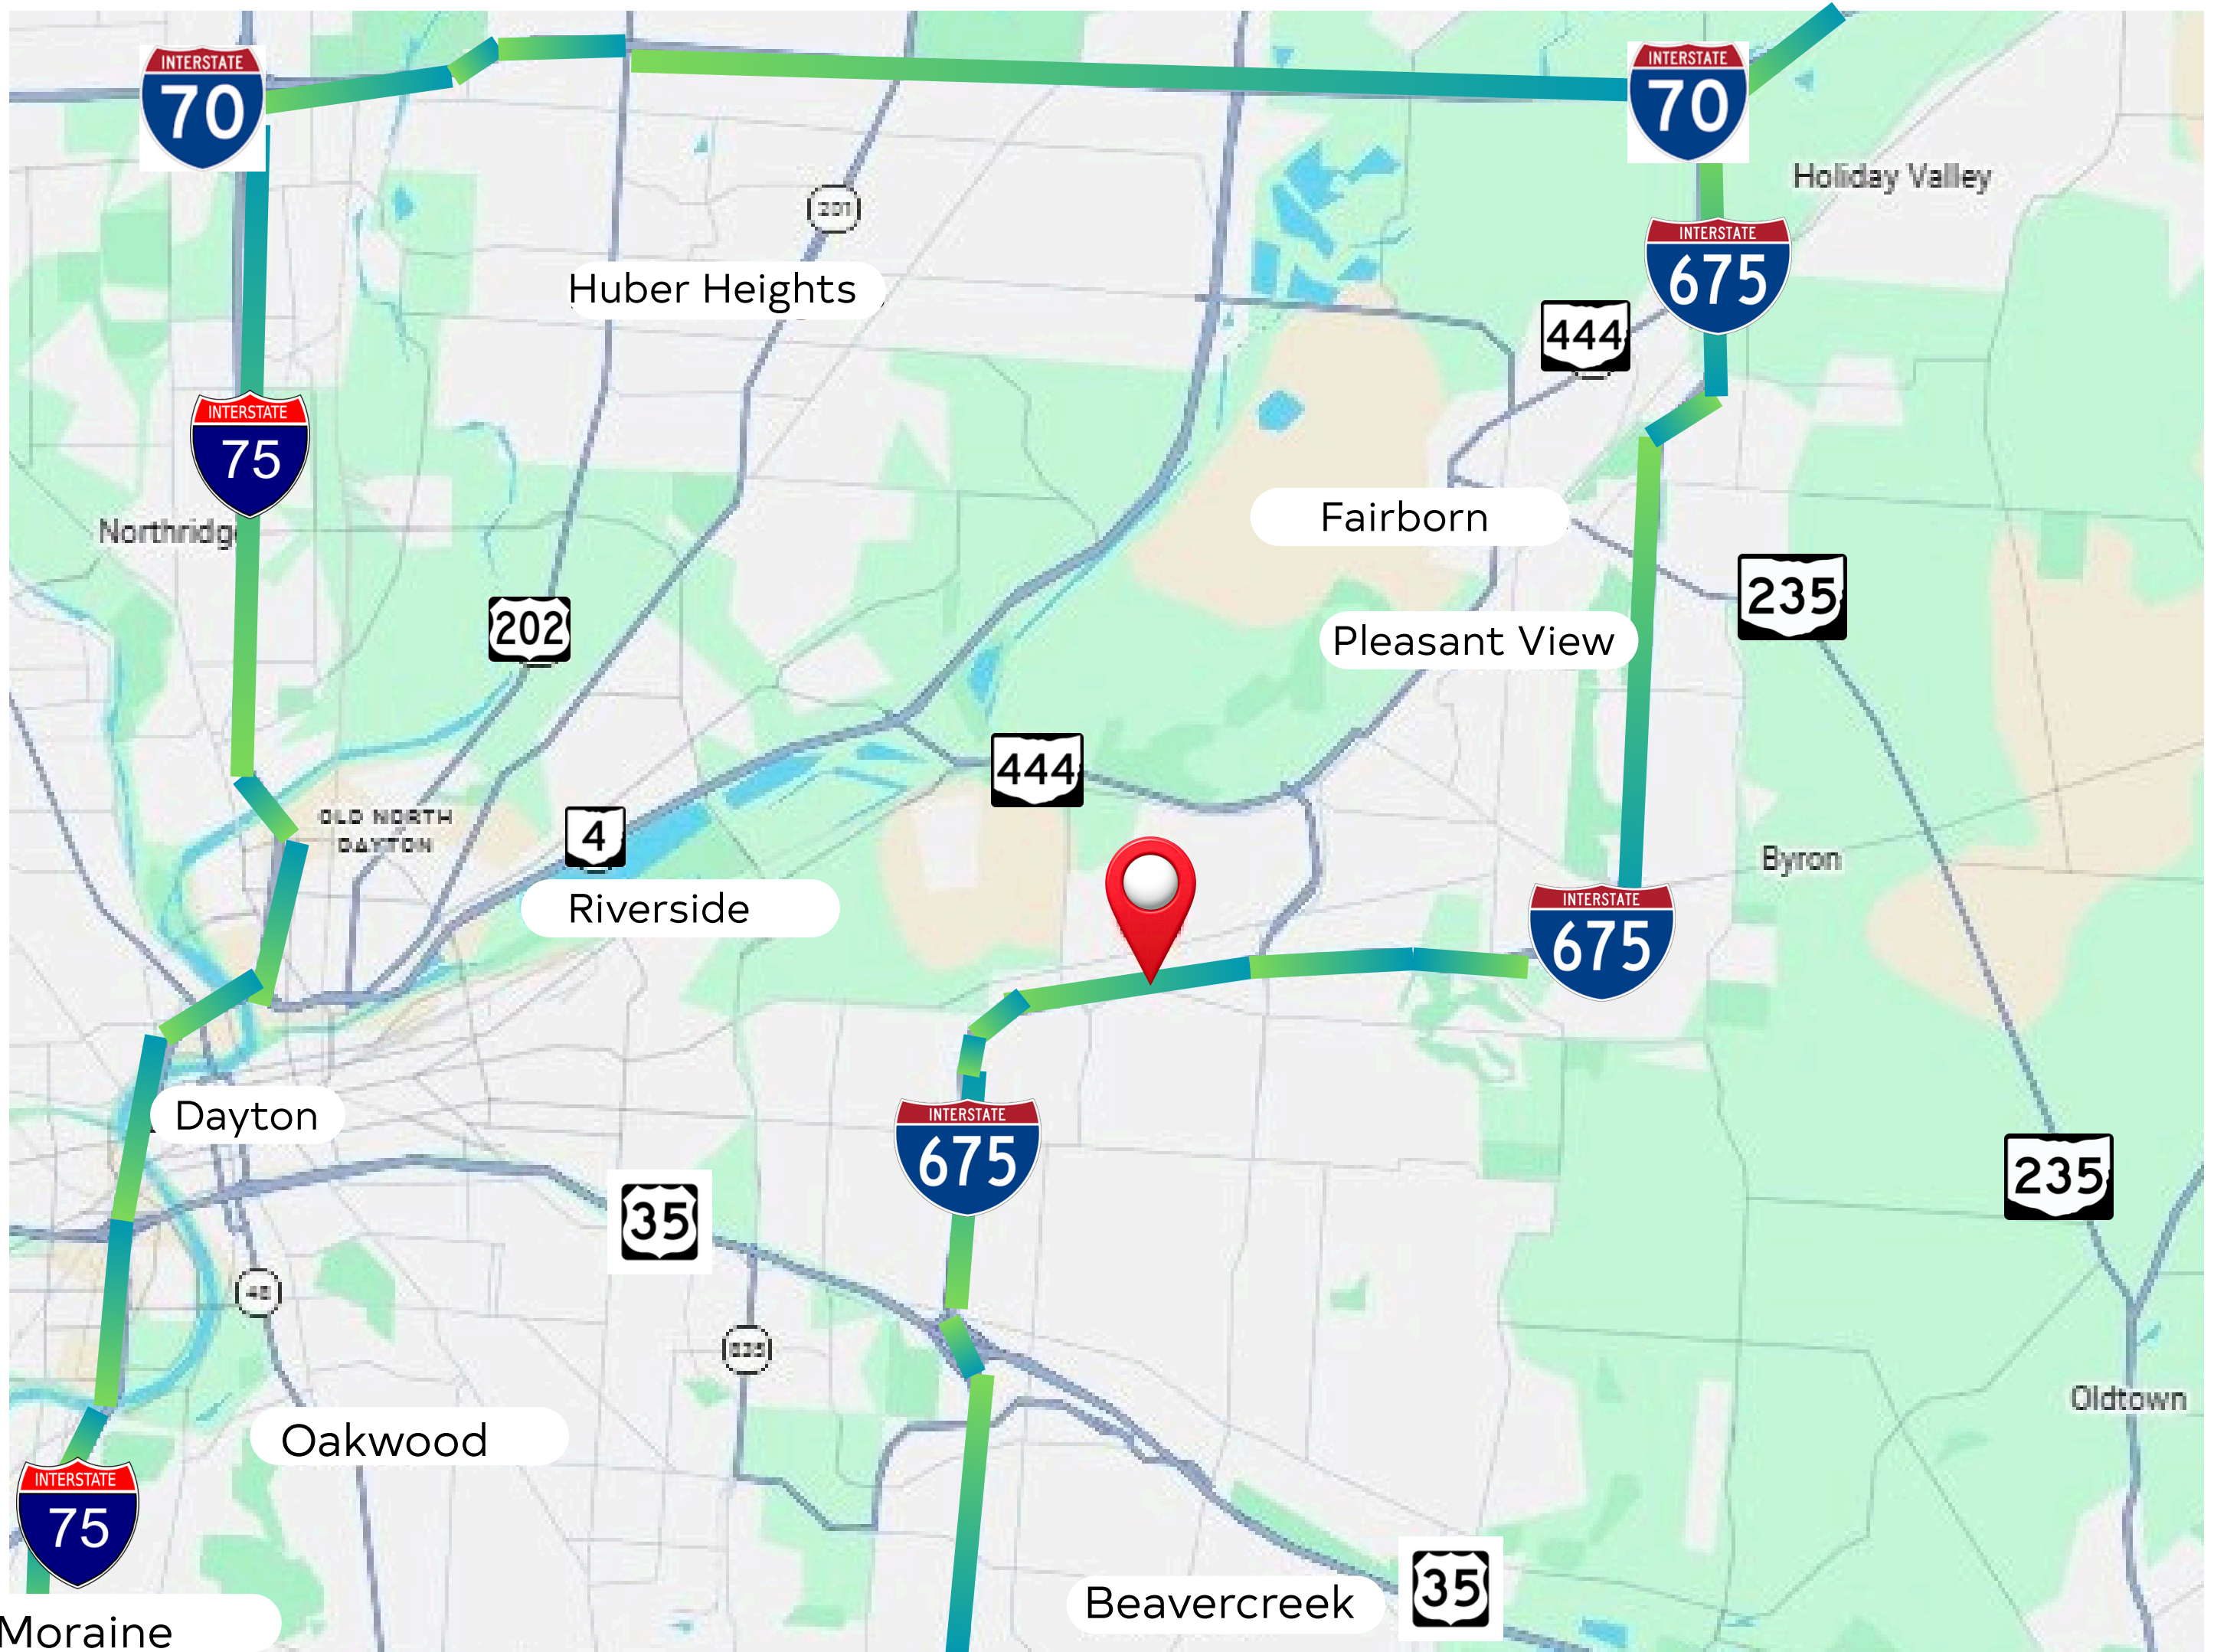 INTERSTATE
70
INTERSTATE
70
Holiday Valley
201
INTERSTATE
675
Huber Heights
444
INTERSTATE
75
Northridg
Fairborn
235
202
Pleasant View
444
OLD NORTH
DAYTON
4
Byron
Riverside
INTERSTATE
675
Dayton
INTERSTATE
675
235
35
48
Oldtown
Oakwood
INTERSTATE
75
Beavercreek
35
Moraine